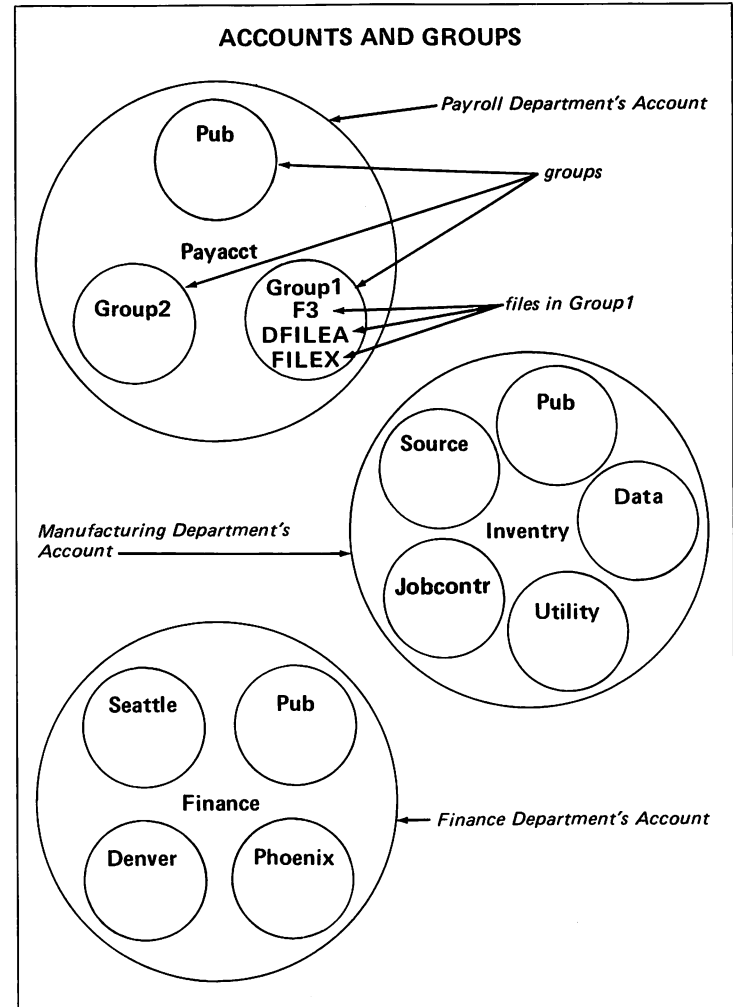 ACCOUNTS AND GROUPS
Payroll Department's Account
Pub
groups
Payacct
Group2
Group1
F3
DFILEA
FILEX
files in Group1
Pub
Source
Data
Manufacturing Department's
Account
Inventry
Jobcontr
Utility
Seattle
Pub
Finance
Finance Department's Account
Denver
Phoenix